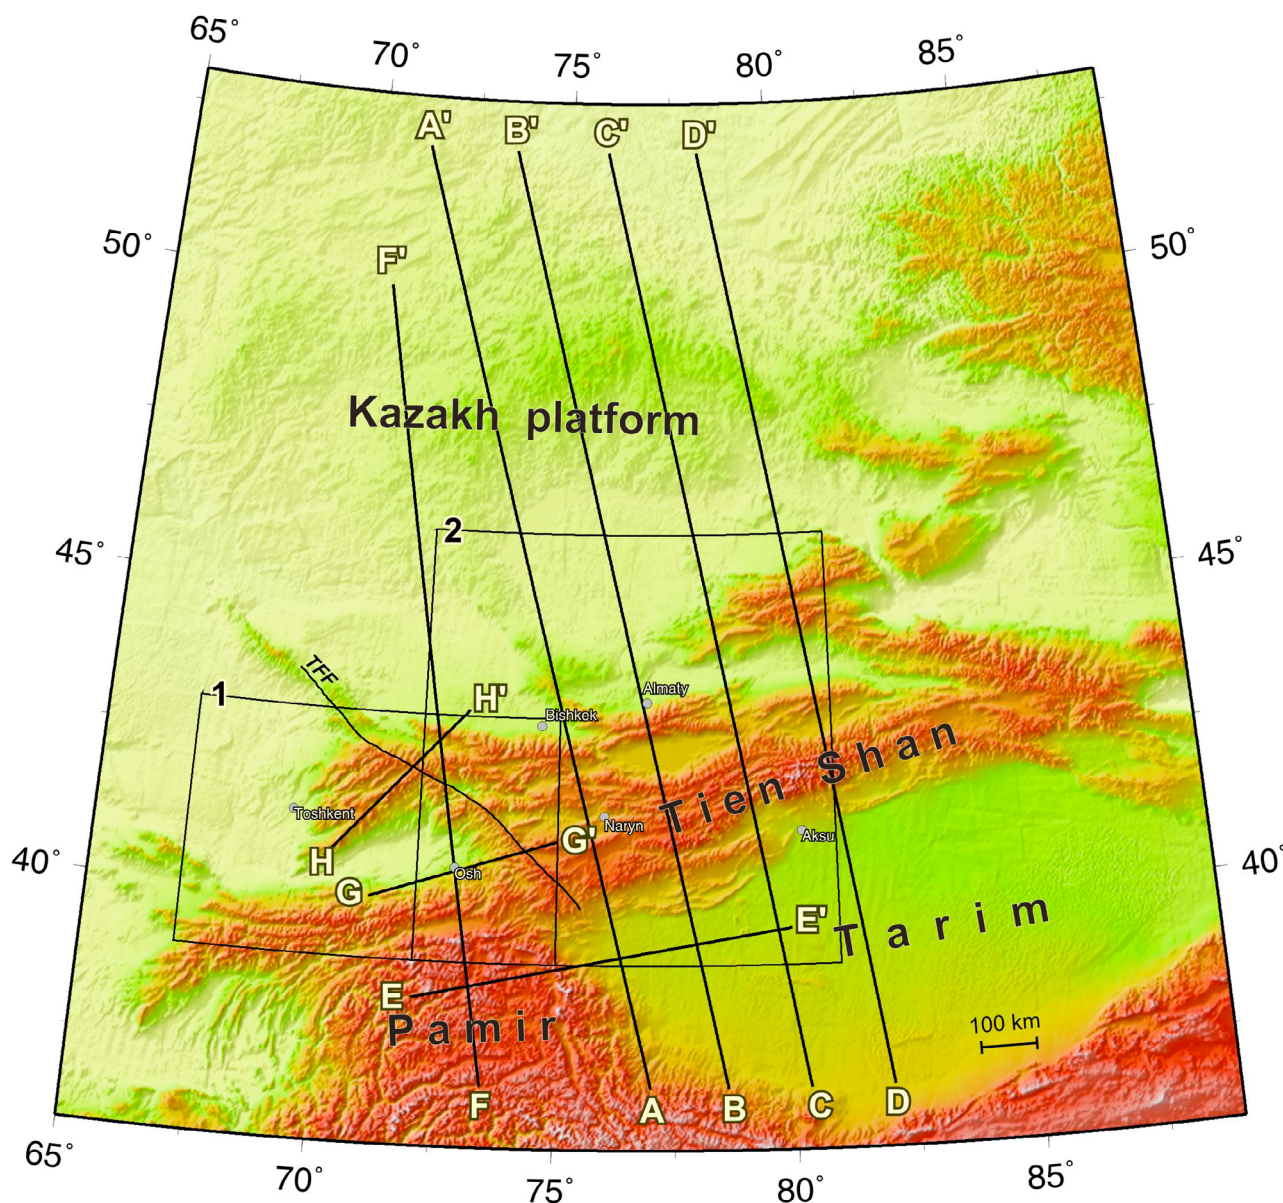 65°
70°
75°
80°
85°
A'
B'
C'
D'
50°
50°
F'
Kazakh platform
2
45°
45°
TFF
1
H'
Almaty
Bishkek
Tien Shan
Toshkent
Naryn
Aksu
G'
40°
40°
H
Osh
G
E'
Tarim
E
Pamir
100 km
F
A
B
C
D
65°
70°
75°
80°
85°